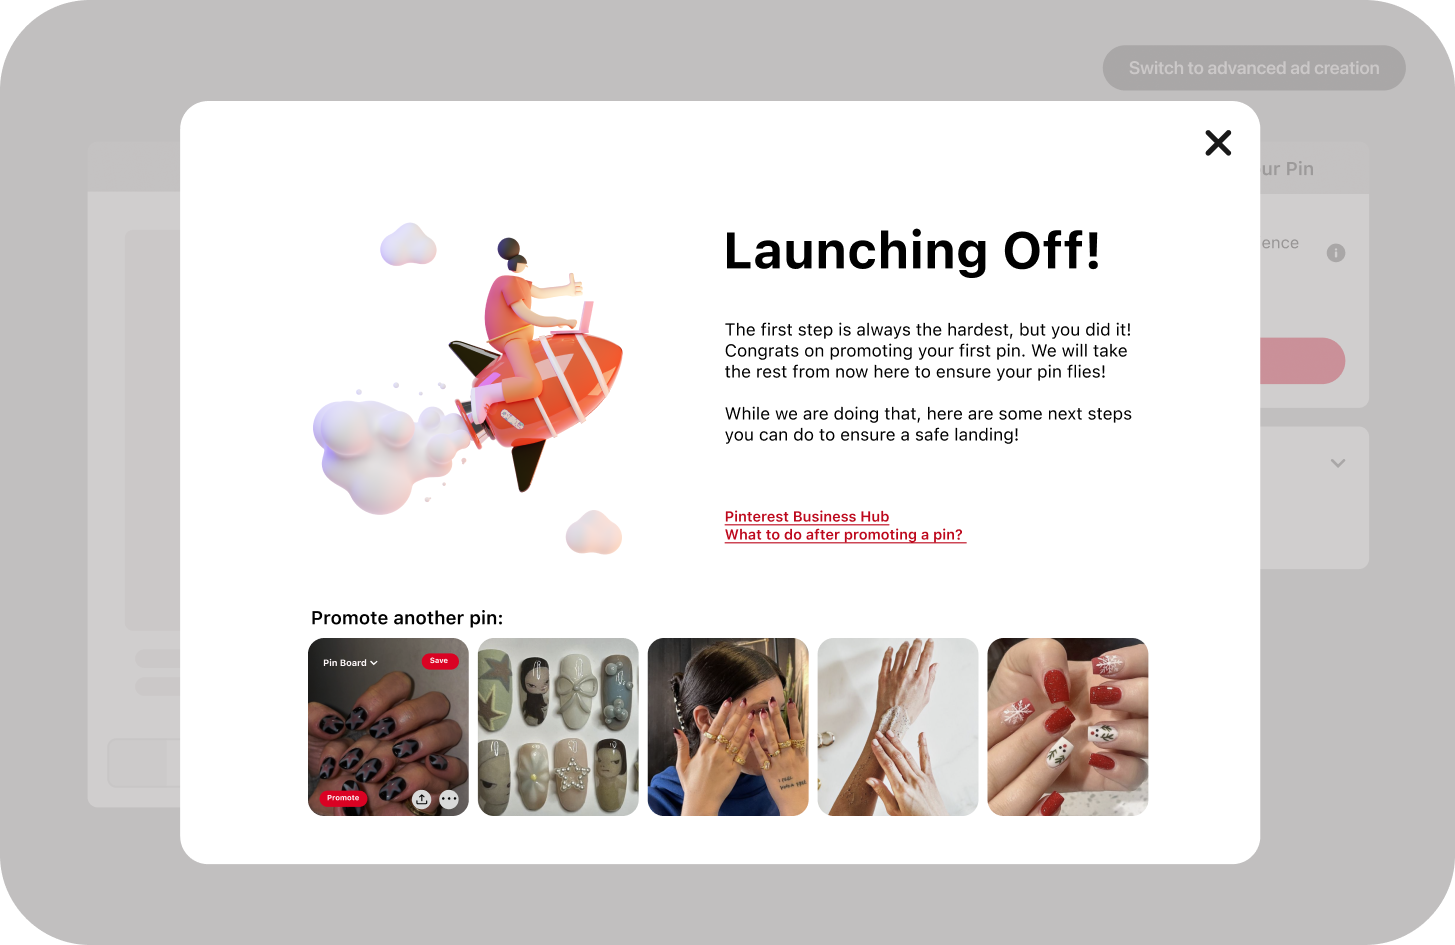 Switch to advanced ad creation
ur Pin
ence
Launching Off!
The first step is always the hardest, but you did it!
Congrats on promoting your first pin. We will take
the rest from now here to ensure your pin flies!
While we are doing that, here are some next steps
you can do to ensure a safe landing!
Pinterest Business Hub
What to do after promoting a pin?
Promote another pin:
Pin Board
Save
Promote